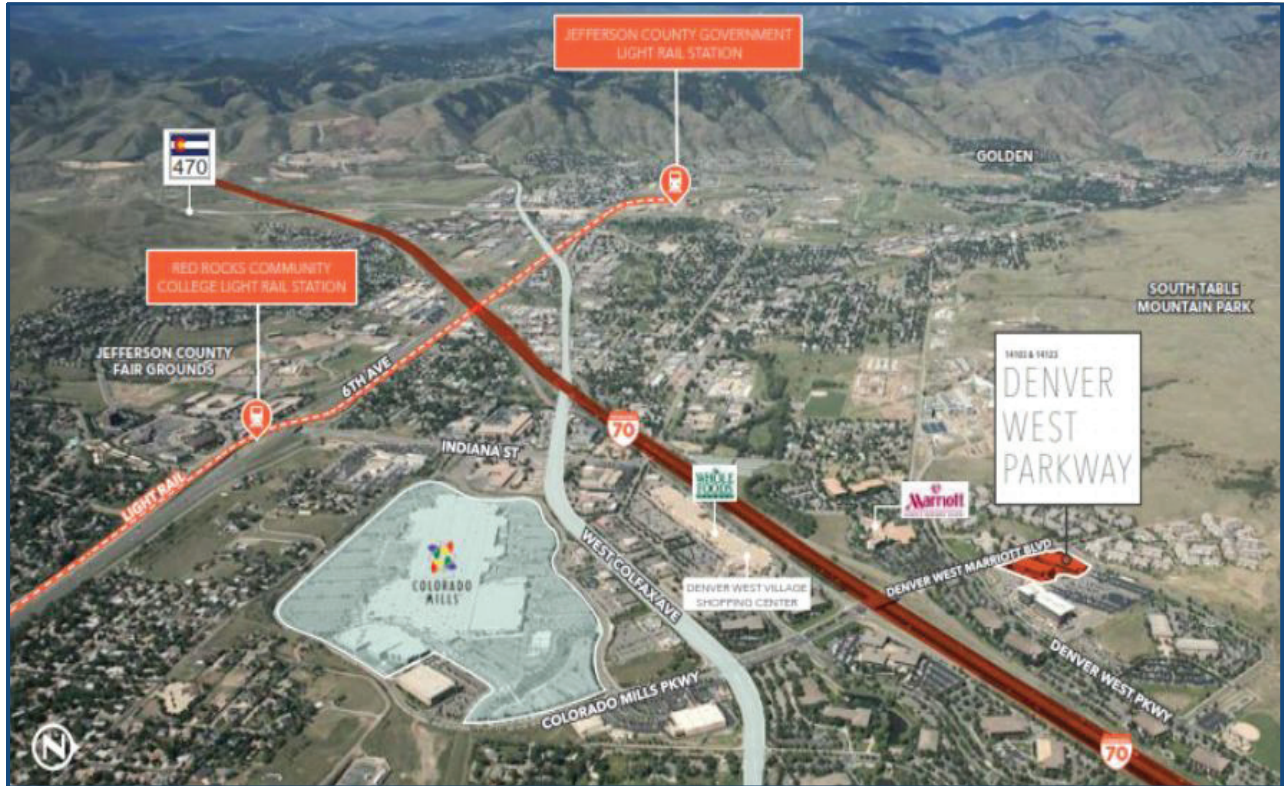 JEFFERSON COUNTY GOVERNMENT
LIGHT RAIL STATION
470
GOLDEN
RED ROCKS COMMUNITY
COLLEGE LIGHT RAIL STATION
SOUTH TABLE
MOUNTAIN PARK
JEFFERSON COUNTY
FAIR GROUNDS
6TH AVE
14103 & 14123
DENVER
WEST
PARKWAY
70
INDIANA ST
LIGHT RAIL
WHOLE
FOODS
Marriott
COLORADO
MILLS
WEST COLFAX AVE
DENVER WEST VILLAGE
SHOPPING CENTER
DENVER WEST MARRIOTT BLVD
COLORADO MILLS PKWY
DENVER WEST PKWY
N
70